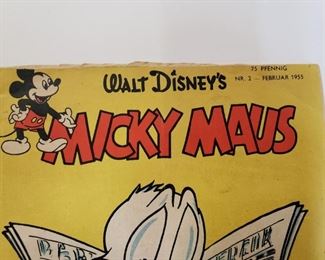 75 PFENNIG
WALT DISNEY'S
NR. 2 – FEBRUAR 1955
MICKY MAUS